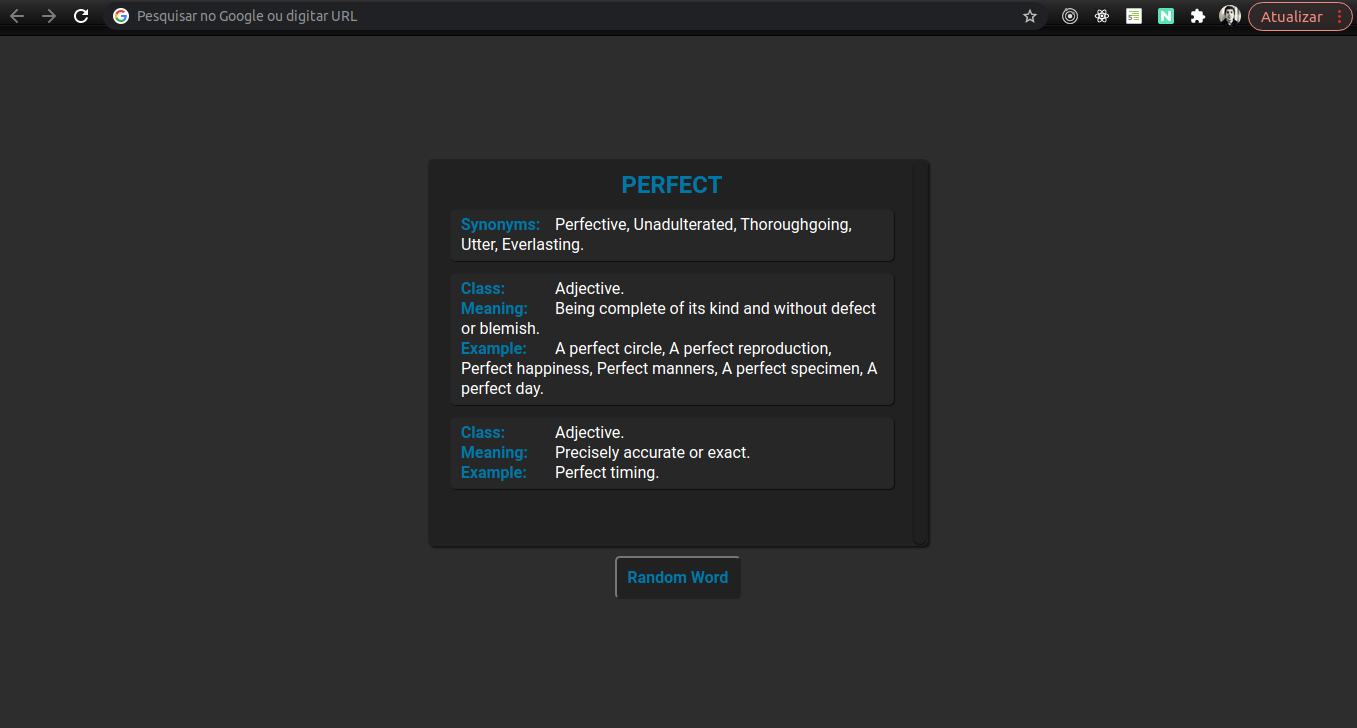 Pesquisar no Google ou digitar URL
Atualizar
PERFECT
Synonyms: Perfective, Unadulterated, Thoroughgoing,
Utter, Everlasting.
Class: Adjective.
Meaning: Being complete of its kind and without defect
or blemish.
Example: A perfect circle, A perfect reproduction,
Perfect happiness, Perfect manners, A perfect specimen, A
perfect day.
Class: Adjective.
Meaning: Precisely accurate or exact.
Example: Perfect timing.
Random Word